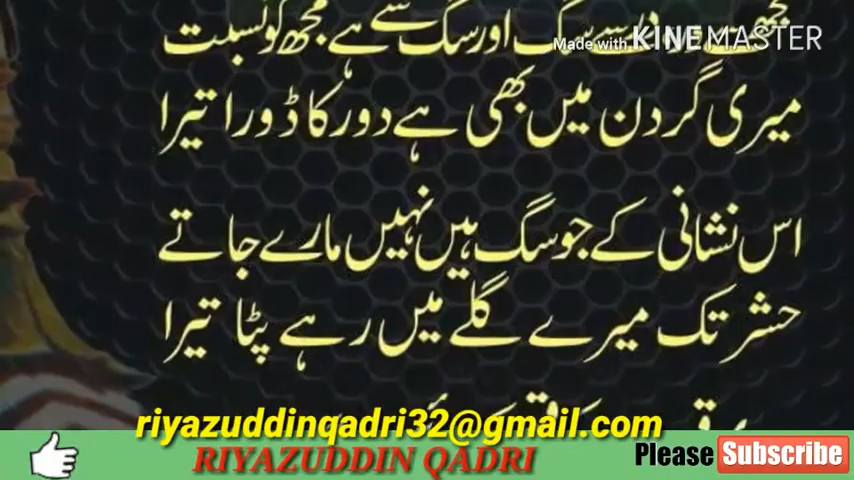 اور سگ سے ہے مجھ کو نسبت
Made with KINEMASTER
میری گردن میں بھی ہے دور کا ڈورا تیرا
اس نشانی کے جو سگ ہیں نہیں مارے جاتے
حشر تک میرے گلے میں رہے پٹا تیرا
riyazuddinqadri32@gmail.com
RIYAZUDDIN QADRI
Please Subscribe